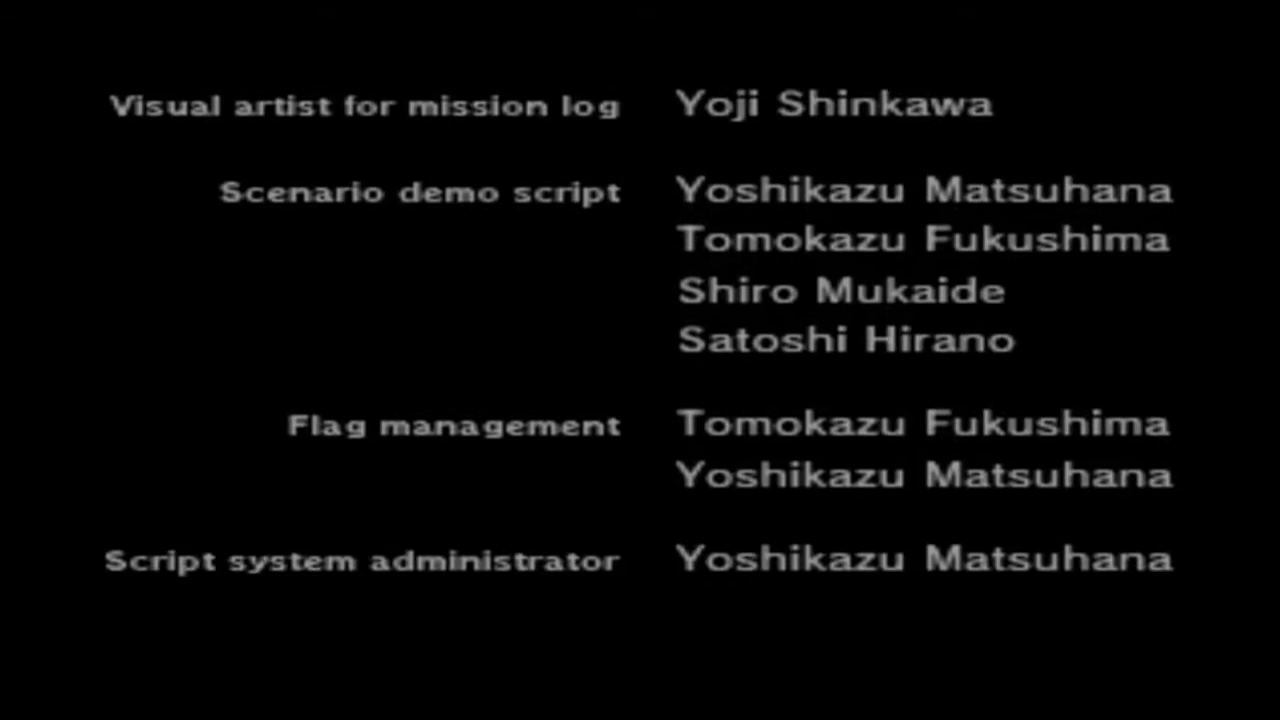 Visual artist for mission log Yoji Shinkawa
Scenario demo script Yoshikazu Matsuhana
Tomokazu Fukushima
Shiro Mukaide
Satoshi Hirano
Flag management Tomokazu Fukushima
Yoshikazu Matsuhana
Script system administrator Yoshikazu Matsuhana